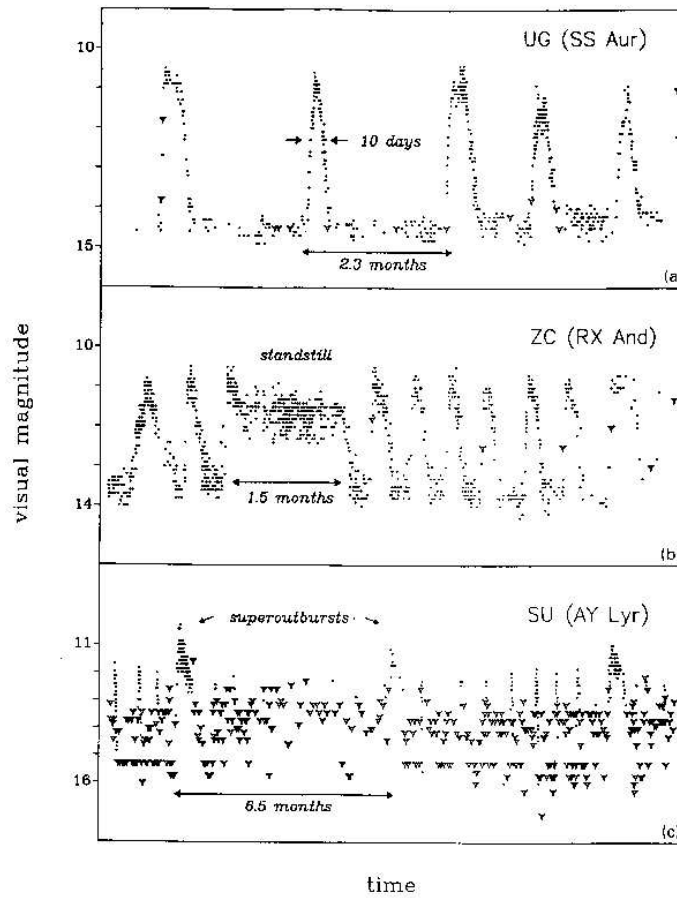 10
UG (SS Aur)
10 days
15
2.3 months
(a
10
ZC (RX And)
standstill
visual magnitude
14
1.5 months
(b
superoutbursts
SU (AY Lyr)
11
16
6.5 months
(c)
time